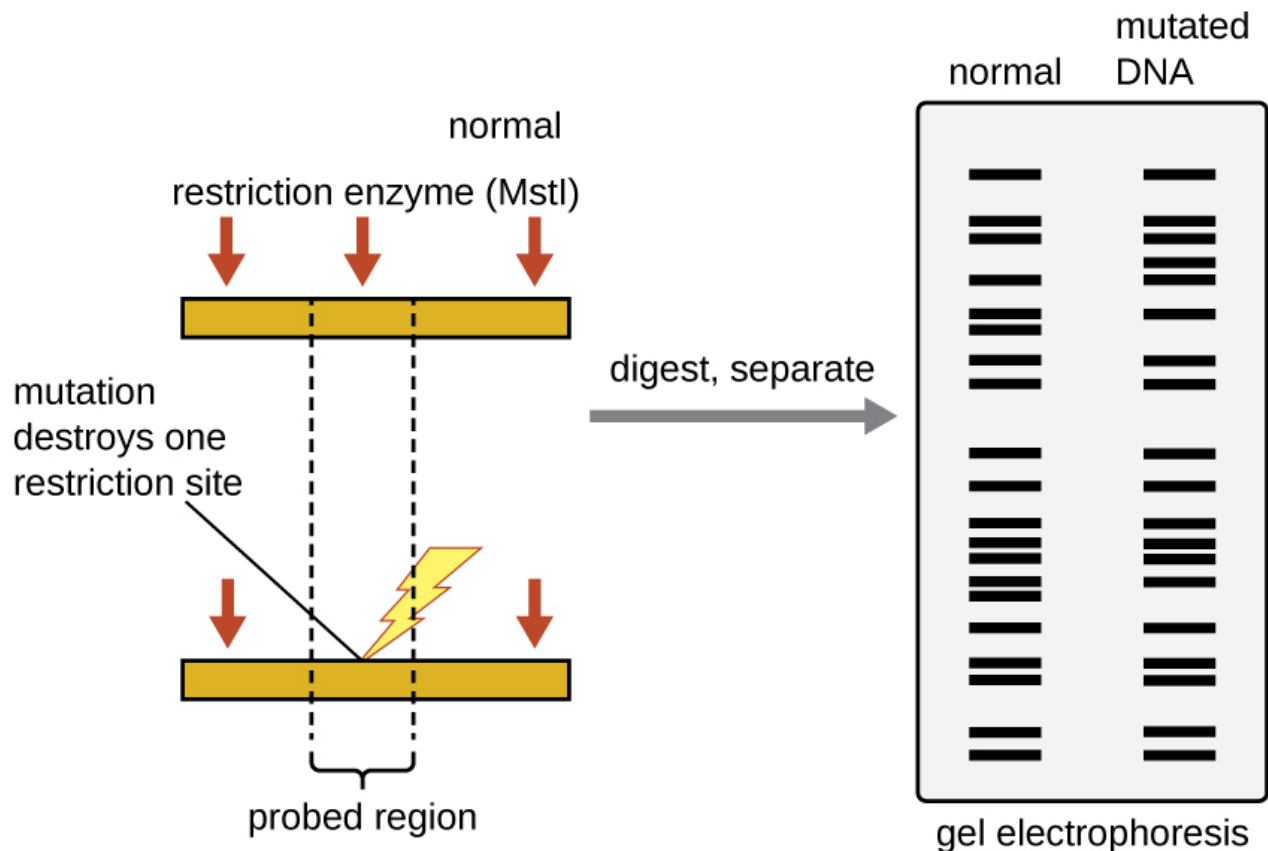 normal
restriction enzyme (MstI)
mutation
destroys one
restriction site
probed region
digest, separate
normal
mutated
DNA
gel electrophoresis